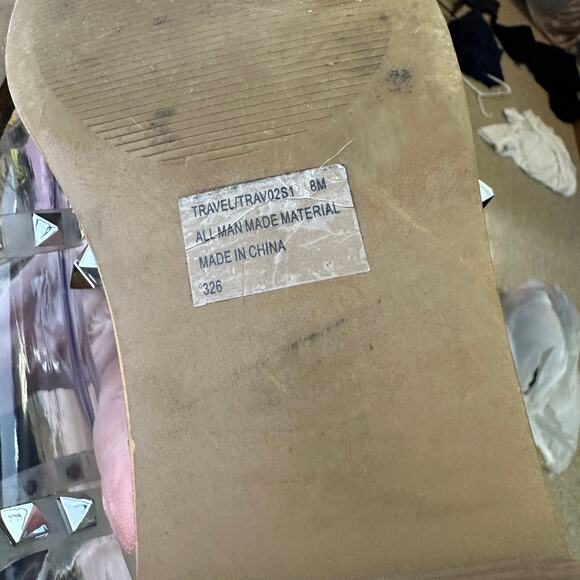 TRAVEL/TRAV02S1 8M
ALL MAN MADE MATERIAL
MADE IN CHINA
326